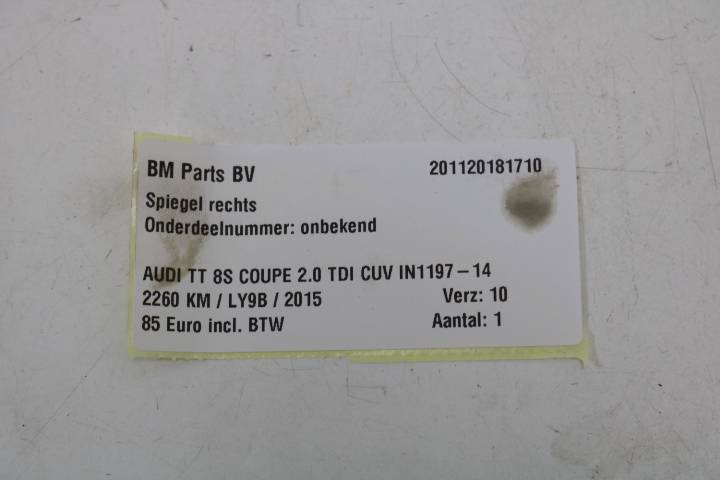 BM Parts BV 201120181710
Spiegel rechts
Onderdeelnummer: onbekend
AUDI TT 8S COUPE 2.0 TDI CUV IN1197-14
2260 KM / LY9B / 2015 Verz: 10
85 Euro incl. BTW Aantal: 1